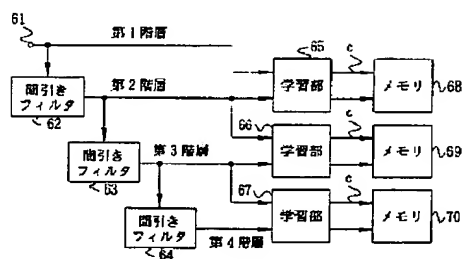 61
第1階層
65
c
間引き
フィルタ
62
第2階層
学習部
メモリ
68
66
c
間引き
フィルタ
63
第3階層
学習部
メモリ
69
67
c
間引き
フィルタ
64
第4階層
学習部
メモリ
70